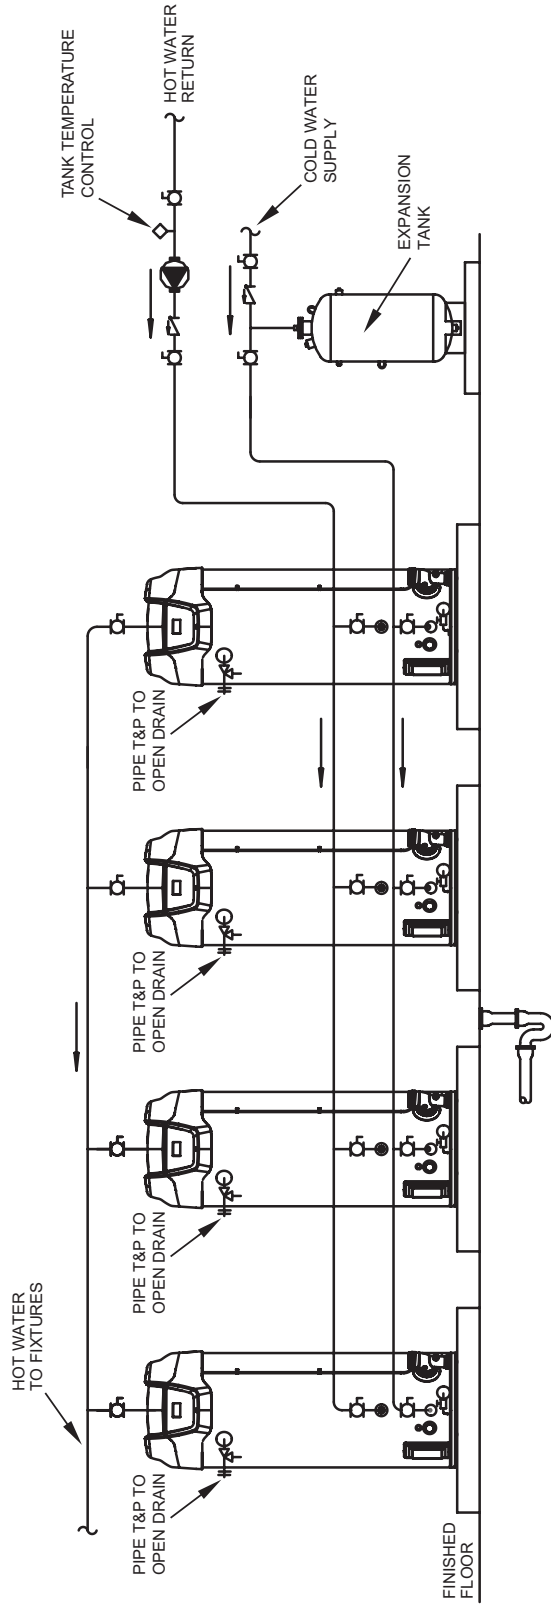 HOT WATER
TO FIXTURES
PIPE T&P TO
OPEN DRAIN
PIPE T&P TO
OPEN DRAIN
PIPE T&P TO
OPEN DRAIN
PIPE T&P TO
OPEN DRAIN
TANK TEMPERATURE
CONTROL
HOT WATER
RETURN
COLD WATER
SUPPLY
EXPANSION
TANK
FINISHED
FLOOR